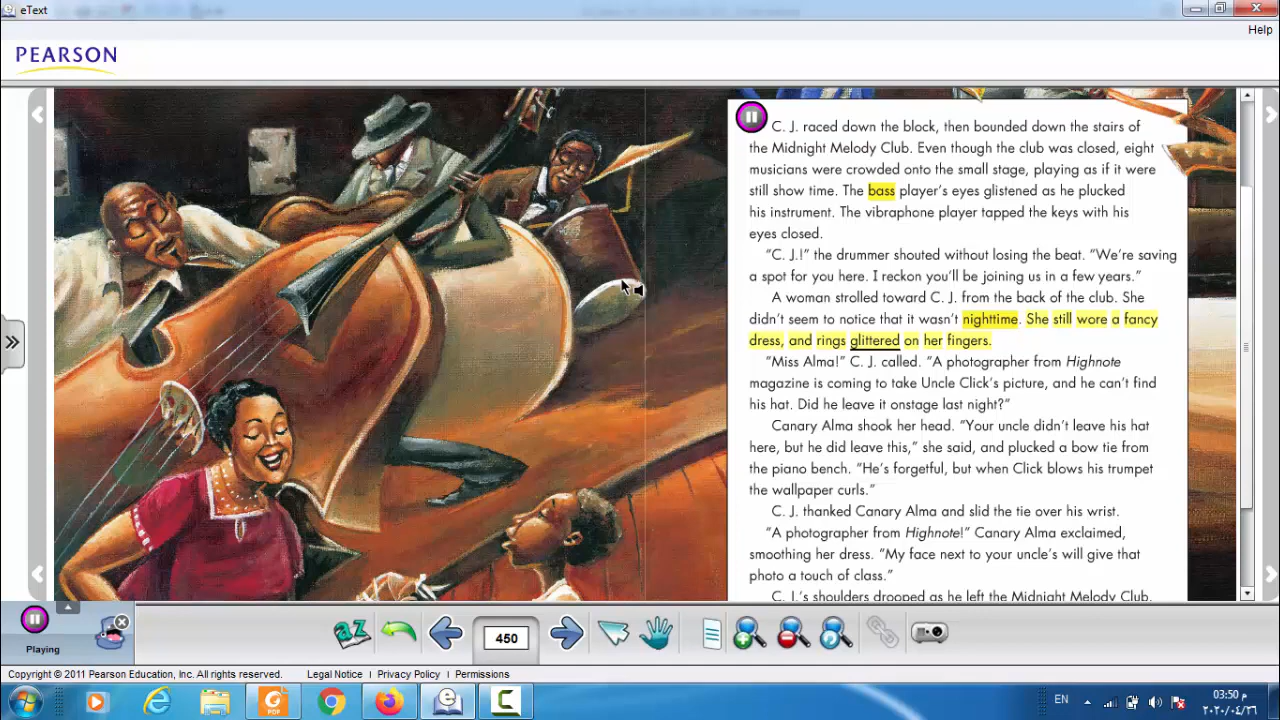 eText
Help
PEARSON
C. J. raced down the block, then bounded down the stairs of
the Midnight Melody Club. Even though the club was closed, eight
musicians were crowded onto the small stage, playing as if it were
still show time. The bass player’s eyes glistened as he plucked
his instrument. The vibraphone player tapped the keys with his
eyes closed.
“C. J.!” the drummer shouted without losing the beat. “We’re saving
a spot for you here. I reckon you’ll be joining us in a few years.”
A woman strolled toward C. J. from the back of the club. She
didn’t seem to notice that it wasn’t nighttime. She still wore a fancy
dress, and rings glittered on her fingers.
“Miss Alma!” C. J. called. “A photographer from Highnote
magazine is coming to take Uncle Click’s picture, and he can’t find
his hat. Did he leave it onstage last night?”
Canary Alma shook her head. “Your uncle didn’t leave his hat
here, but he did leave this,” she said, and plucked a bow tie from
the piano bench. “He’s forgetful, but when Click blows his trumpet
the wallpaper curls.”
C. J. thanked Canary Alma and slid the tie over his wrist.
“A photographer from Highnote!” Canary Alma exclaimed,
smoothing her dress. “My face next to your uncle’s will give that
photo a touch of class.”
C. J.’s shoulders drooped as he left the Midnight Melody Club.
Playing
az
450
Copyright © 2011 Pearson Education, Inc. All rights reserved. Legal Notice | Privacy Policy | Permissions
PDF
EN
03:50 م
٢٠٢٠/٠٤/٢٦